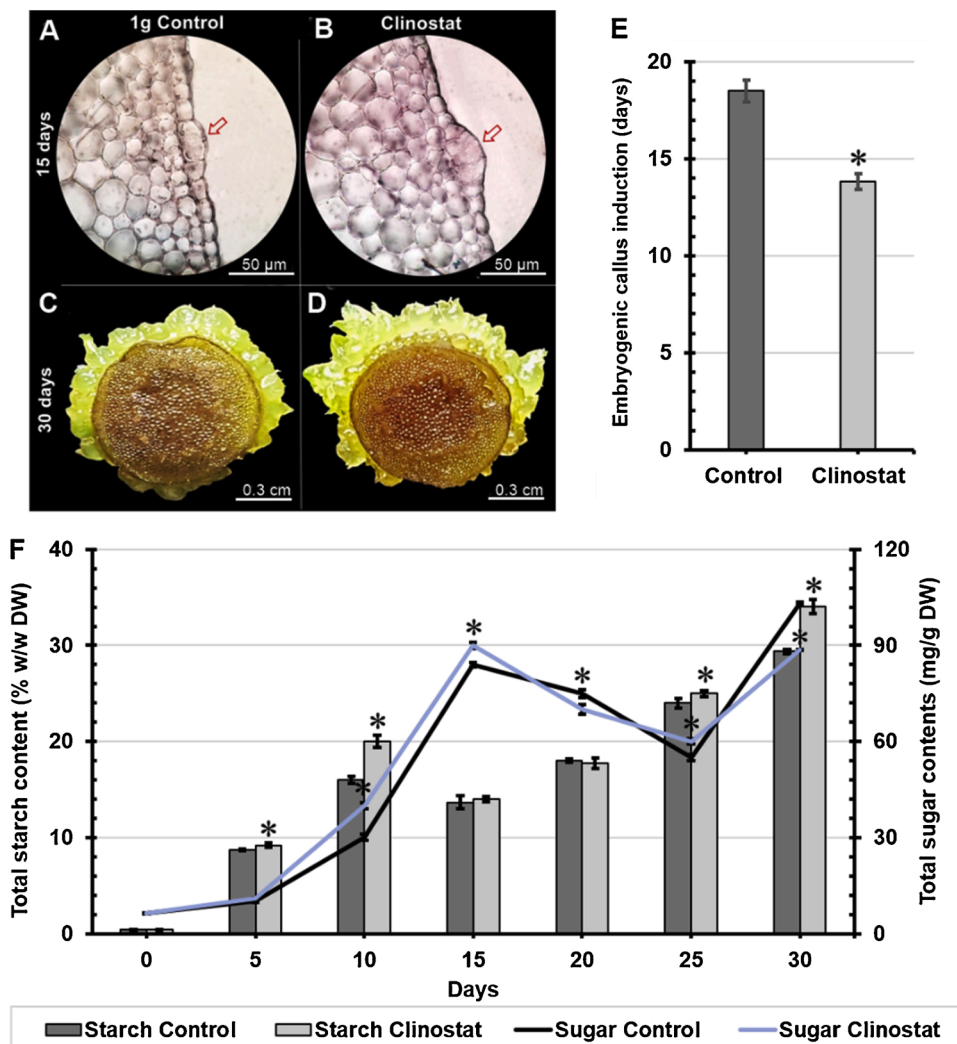 A 1g Control B Clinostat
15 days
50 µm 50 µm
C D
30 days
0.3 cm 0.3 cm
E
Embryogenic callus induction (days)
20
15
10
5
0
*
Control Clinostat
F
Total starch content (% w/w DW)
40
30
20
10
0
Total sugar contents (mg/g DW)
120
90
60
30
0
* * * * * * * * *
0 5 10 15 20 25 30
Days
Starch Control Starch Clinostat Sugar Control Sugar Clinostat